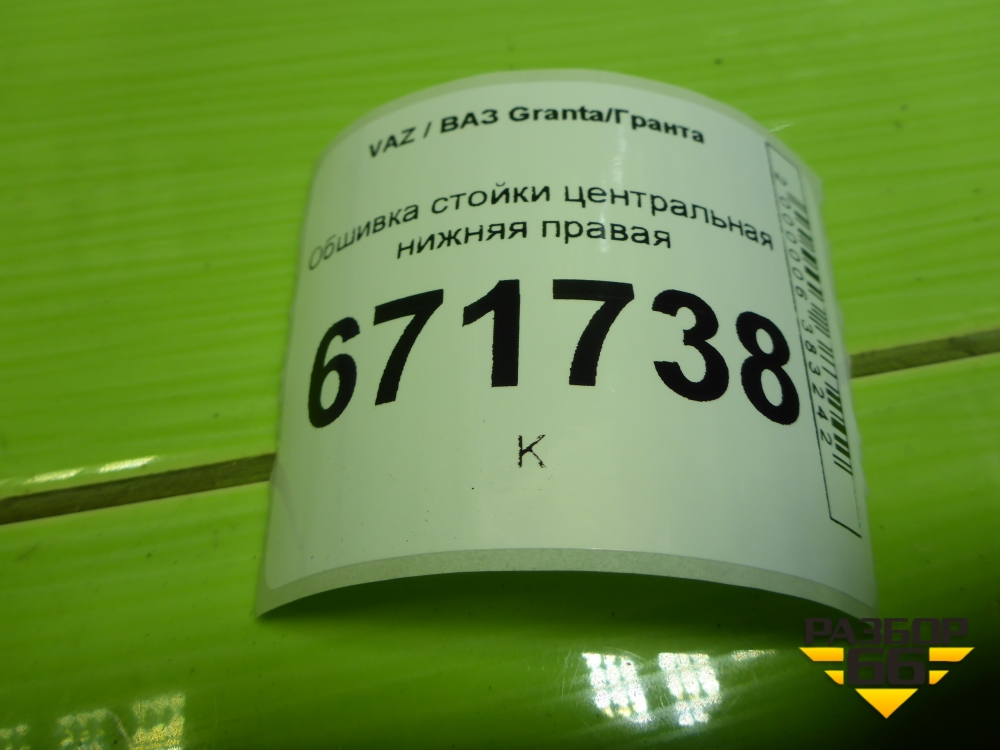 VAZ / ВАЗ Granta/Гранта
Обшивка стойки центральная
нижняя правая
671738
К
2000006383242
РАЗБОР
66